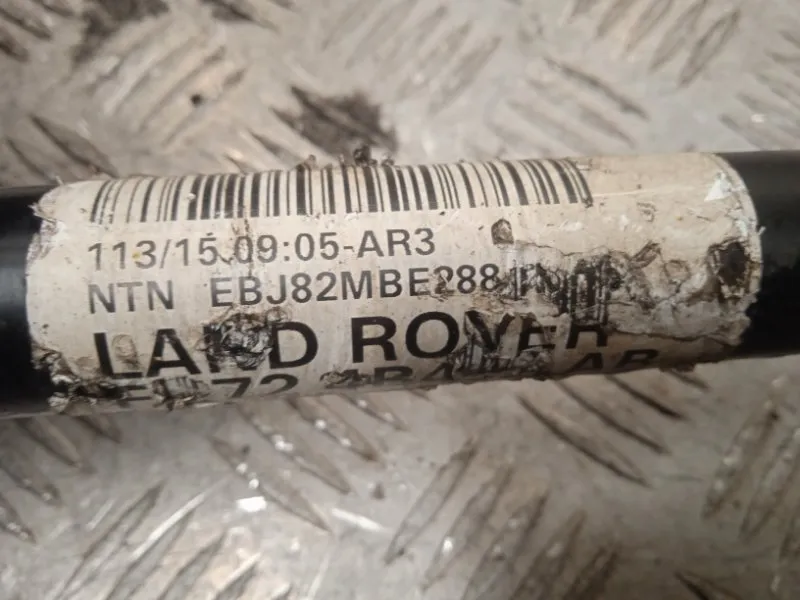 113/15 09:05-AR3
NTN EBJ82MBE288
LAND ROVER